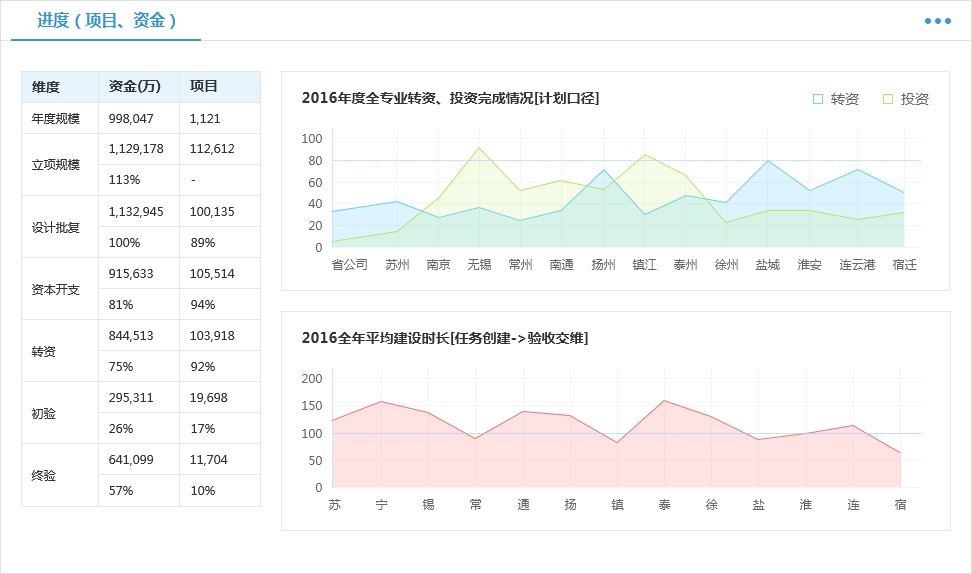 进度（项目、资金）
维度 资金(万) 项目
年度规模 998,047 1,121
立项规模 1,129,178 112,612
113% -
设计批复 1,132,945 100,135
100% 89%
资本开支 915,633 105,514
81% 94%
转资 844,513 103,918
75% 92%
初验 295,311 19,698
26% 17%
终验 641,099 11,704
57% 10%
2016年度全专业转资、投资完成情况[计划口径]
转资 投资
100
80
60
40
20
0
省公司 苏州 南京 无锡 常州 南通 扬州 镇江 泰州 徐州 盐城 淮安 连云港 宿迁
2016全年平均建设时长[任务创建->验收交维]
200
150
100
50
0
苏 宁 锡 常 通 扬 镇 泰 徐 盐 淮 连 宿